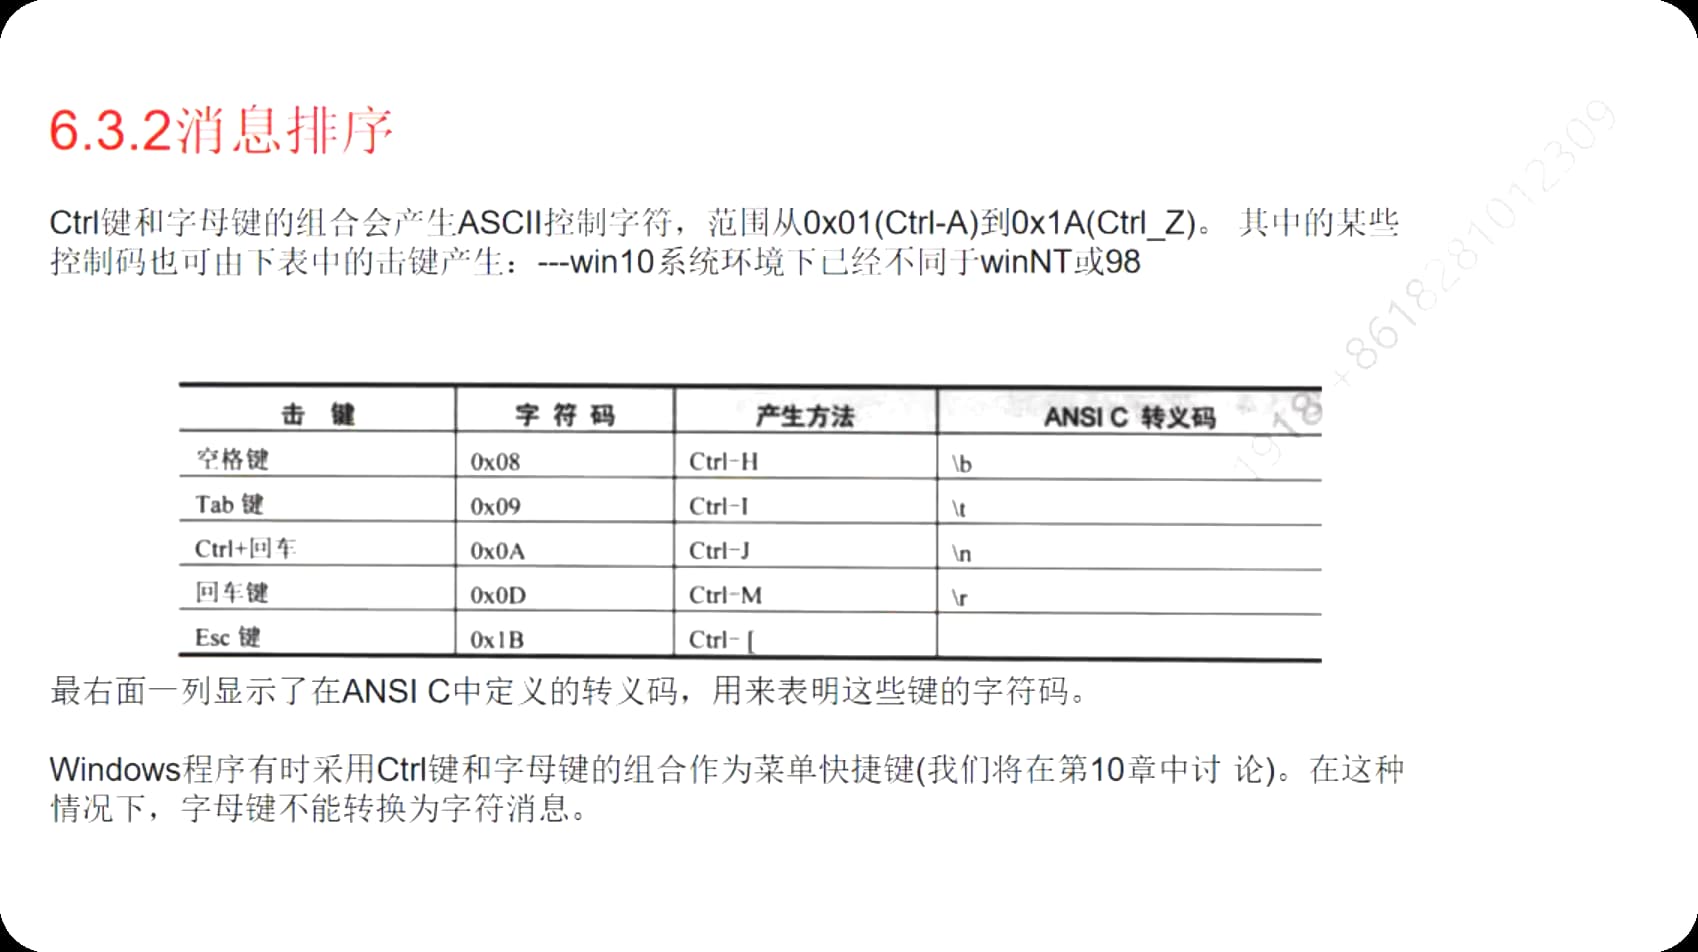 6.3.2消息排序
Ctrl键和字母键的组合会产生ASCII控制字符，范围从0x01(Ctrl-A)到0x1A(Ctrl_Z)。 其中的某些
控制码也可由下表中的击键产生：---win10系统环境下已经不同于winNT或98
击 键 字 符 码 产生方法 ANSI C 转义码
空格键 0x08 Ctrl-H \b
Tab 键 0x09 Ctrl-I \t
Ctrl+回车 0x0A Ctrl-J \n
回车键 0x0D Ctrl-M \r
Esc 键 0x1B Ctrl- [
最右面一列显示了在ANSI C中定义的转义码，用来表明这些键的字符码。
Windows程序有时采用Ctrl键和字母键的组合作为菜单快捷键(我们将在第10章中讨 论)。在这种
情况下，字母键不能转换为字符消息。
1918 +8618281012309